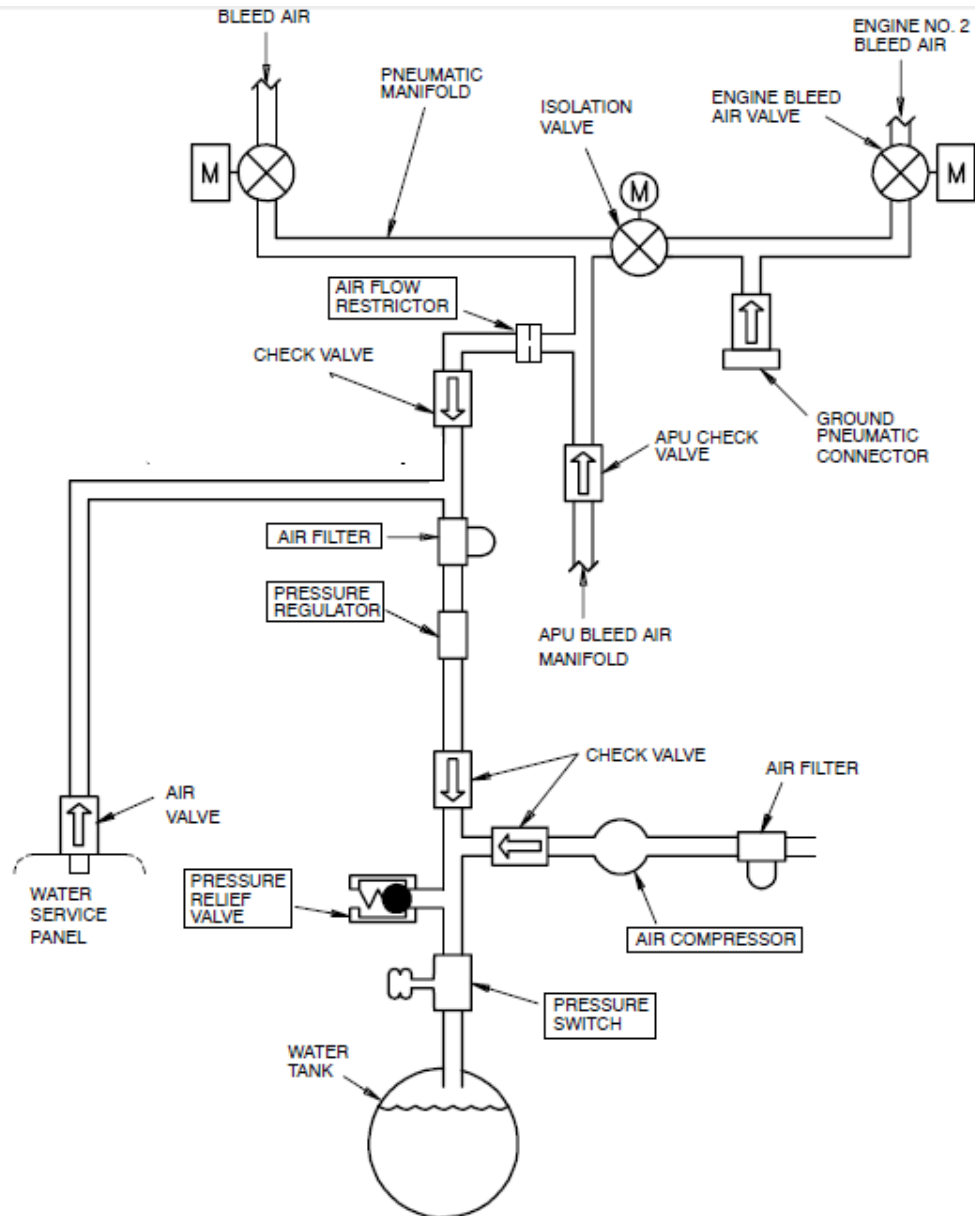 BLEED AIR
ENGINE NO. 2
BLEED AIR
PNEUMATIC
MANIFOLD
ISOLATION
VALVE
ENGINE BLEED
AIR VALVE
M
M
M
AIR FLOW
RESTRICTOR
CHECK VALVE
GROUND
PNEUMATIC
CONNECTOR
APU CHECK
VALVE
AIR FILTER
PRESSURE
REGULATOR
APU BLEED AIR
MANIFOLD
CHECK VALVE
AIR FILTER
AIR
VALVE
WATER
SERVICE
PANEL
PRESSURE
RELIEF
VALVE
AIR COMPRESSOR
PRESSURE
SWITCH
WATER
TANK